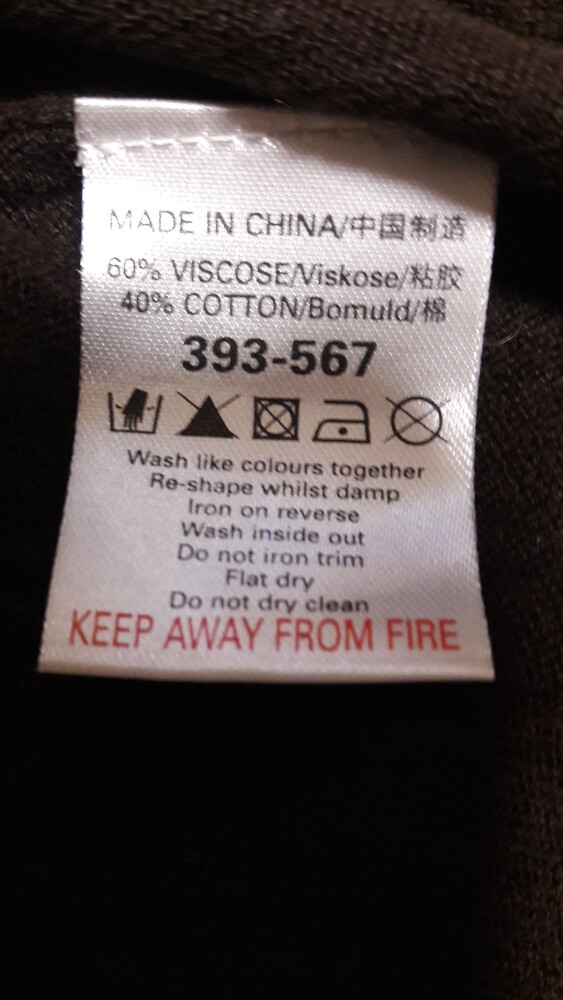 MADE IN CHINA/中国制造
60% VISCOSE/Viskose/粘胶
40% COTTON/Bomuld/棉
393-567
Wash like colours together
Re-shape whilst damp
Iron on reverse
Wash inside out
Do not iron trim
Flat dry
Do not dry clean
KEEP AWAY FROM FIRE